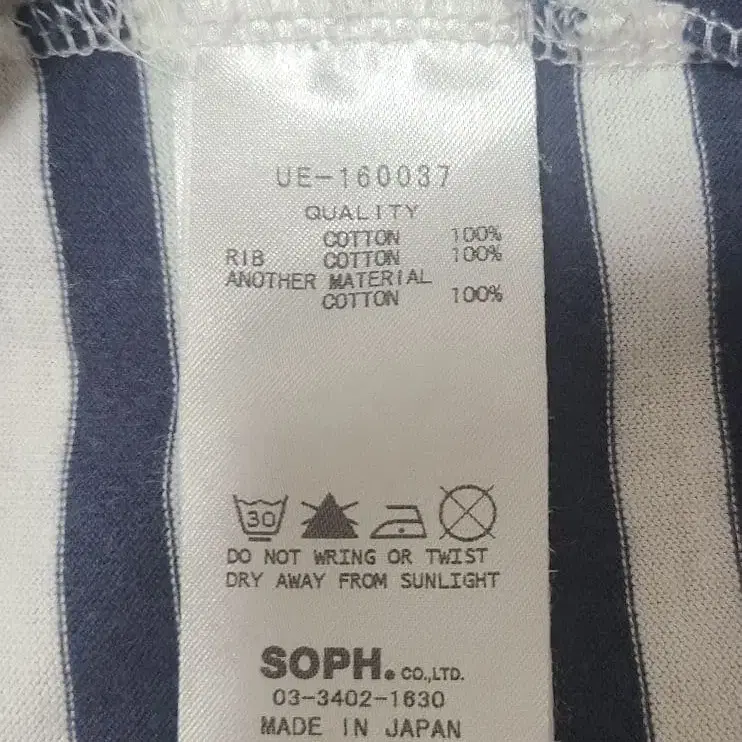 UE-160037
QUALITY
COTTON 100%
RIB COTTON 100%
ANOTHER MATERIAL
COTTON 100%
30
DO NOT WRING OR TWIST
DRY AWAY FROM SUNLIGHT
SOPH. CO.,LTD.
03-3402-1630
MADE IN JAPAN